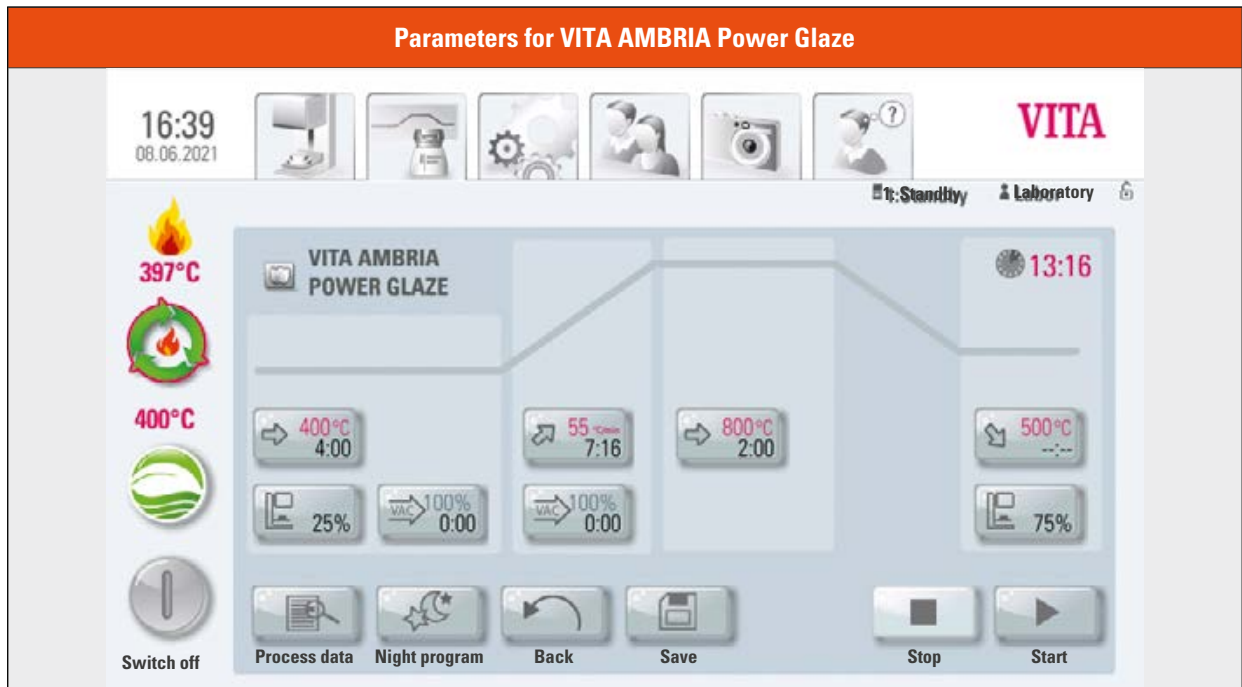 Parameters for VITA AMBRIA Power Glaze
16:39
08.06.2021
?
VITA
1: Standby
Laboratory
397°C
VITA AMBRIA
POWER GLAZE
13:16
400°C
400°C
4:00
55 °C/min
7:16
800°C
2:00
500°C
--:--
25%
VAC 100%
0:00
VAC 100%
0:00
75%
Switch off
Process data
Night program
Back
Save
Stop
Start